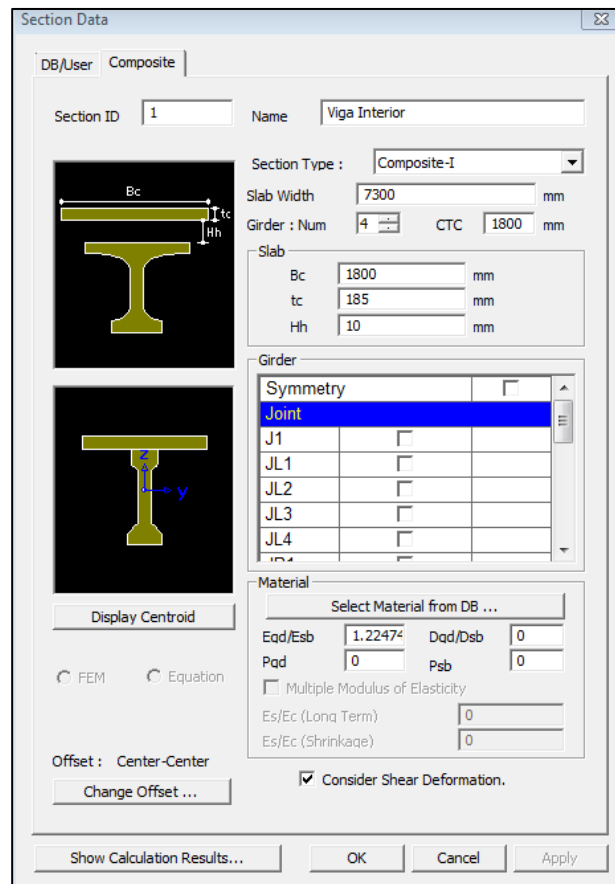 Section Data
DB/User Composite
Section ID 1 Name Viga Interior
Section Type : Composite-I
Slab Width 7300 mm
Girder : Num 4 CTC 1800 mm
Slab
Bc 1800 mm
tc 185 mm
Hh 10 mm
Bc
tc
Hh
Girder
Symmetry
Joint
J1
JL1
JL2
JL3
JL4
JR1
z
y
Display Centroid
Material
Select Material from DB ...
Egd/Esb 1.22474 Dgd/Dsb 0
Pgd 0 Psb 0
FEM Equation
Multiple Modulus of Elasticity
Es/Ec (Long Term) 0
Es/Ec (Shrinkage) 0
Offset : Center-Center
Consider Shear Deformation.
Change Offset ...
Show Calculation Results... OK Cancel Apply